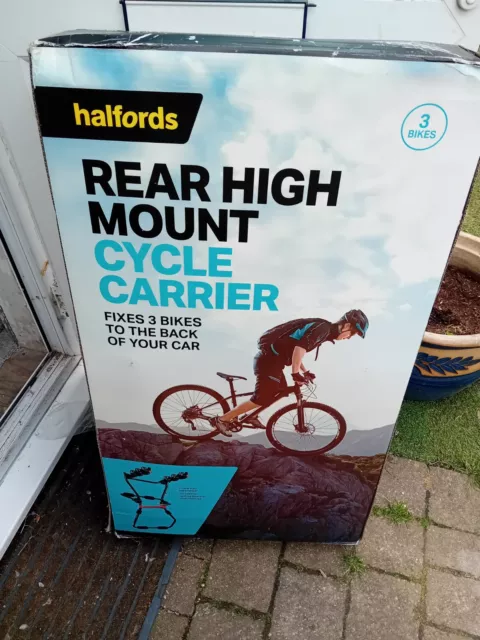 halfords
3
BIKES
REAR HIGH
MOUNT
CYCLE
CARRIER
FIXES 3 BIKES
TO THE BACK
OF YOUR CAR